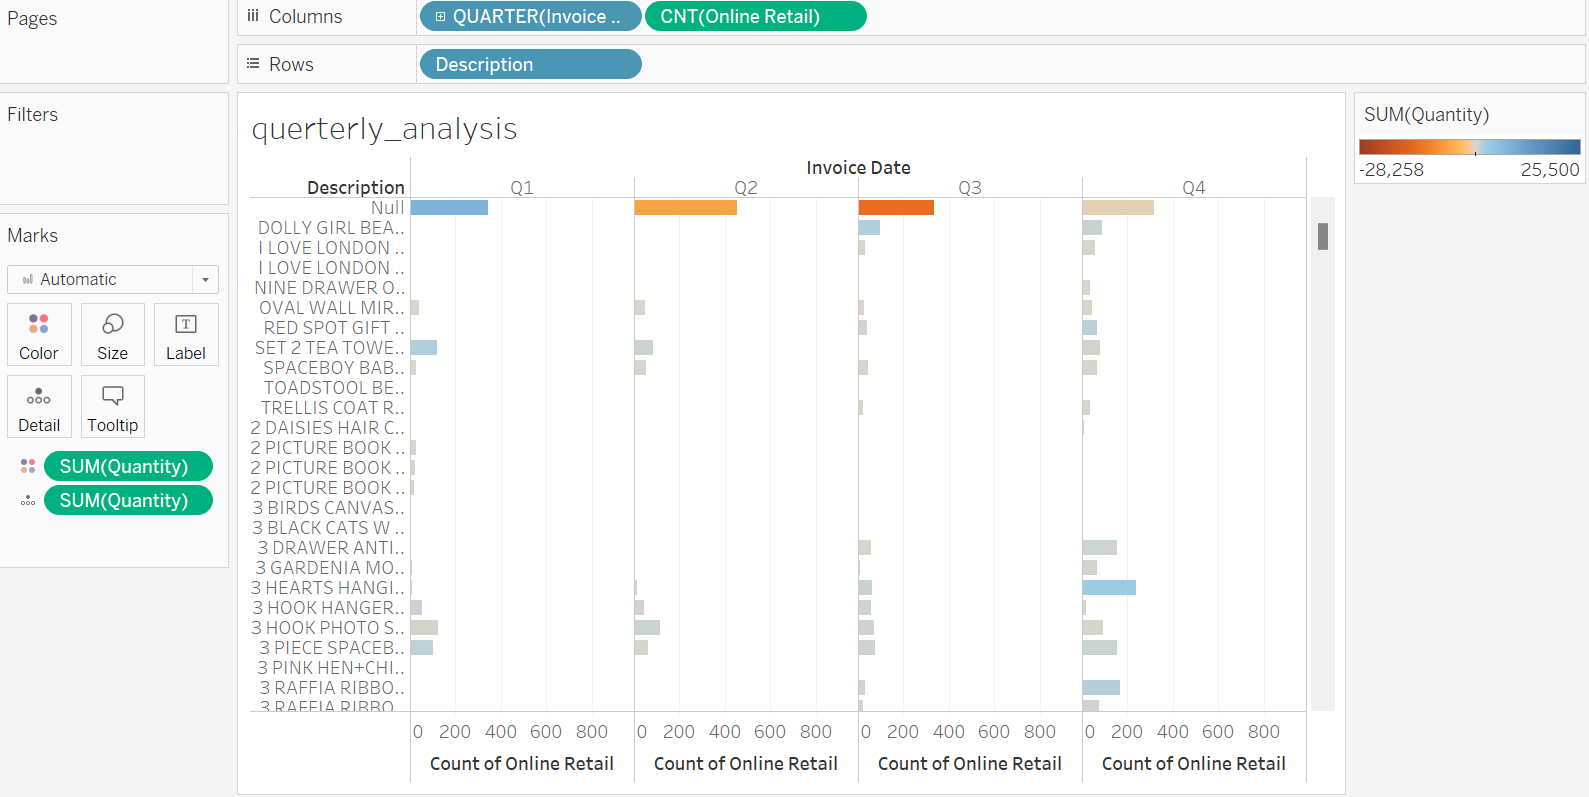 Pages
Columns
QUARTER(Invoice ..
CNT(Online Retail)
Rows
Description
Filters
Marks
Automatic
Color
Size
Label
Detail
Tooltip
SUM(Quantity)
SUM(Quantity)
querterly_analysis
Invoice Date
Description
Q1
Q2
Q3
Q4
Null
DOLLY GIRL BEA..
I LOVE LONDON ..
I LOVE LONDON ..
NINE DRAWER O..
OVAL WALL MIR..
RED SPOT GIFT ..
SET 2 TEA TOWE..
SPACEBOY BAB..
TOADSTOOL BE..
TRELLIS COAT R..
2 DAISIES HAIR C..
2 PICTURE BOOK ..
2 PICTURE BOOK ..
2 PICTURE BOOK ..
3 BIRDS CANVAS..
3 BLACK CATS W ..
3 DRAWER ANTI..
3 GARDENIA MO..
3 HEARTS HANGI..
3 HOOK HANGER..
3 HOOK PHOTO S..
3 PIECE SPACEB..
3 PINK HEN+CHI..
3 RAFFIA RIBBO..
3 RAFFIA RIBBO..
0 200 400 600 800
0 200 400 600 800
0 200 400 600 800
0 200 400 600 800
Count of Online Retail
Count of Online Retail
Count of Online Retail
Count of Online Retail
SUM(Quantity)
-28,258
25,500